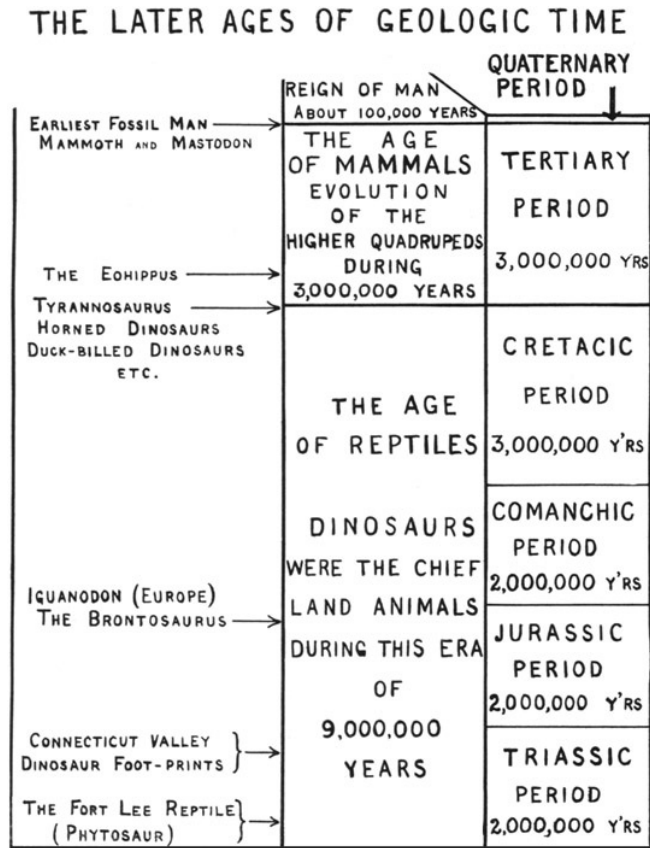 THE LATER AGES OF GEOLOGIC TIME
QUATERNARY
PERIOD
REIGN OF MAN
ABOUT 100,000 YEARS
EARLIEST FOSSIL MAN
MAMMOTH AND MASTODON
THE AGE
OF MAMMALS
EVOLUTION
OF THE
HIGHER QUADRUPEDS
DURING
3,000,000 YEARS
TERTIARY
PERIOD
3,000,000 YRS
THE EOHIPPUS
TYRANNOSAURUS
HORNED DINOSAURS
DUCK-BILLED DINOSAURS
ETC.
THE AGE
OF REPTILES
DINOSAURS
WERE THE CHIEF
LAND ANIMALS
DURING THIS ERA
OF
9,000,000
YEARS
CRETACIC
PERIOD
3,000,000 Y'RS
COMANCHIC
PERIOD
2,000,000 Y'RS
IGUANODON (EUROPE)
THE BRONTOSAURUS
JURASSIC
PERIOD
2,000,000 Y'RS
CONNECTICUT VALLEY
DINOSAUR FOOT-PRINTS
THE FORT LEE REPTILE
(PHYTOSAUR)
TRIASSIC
PERIOD
2,000,000 Y'RS